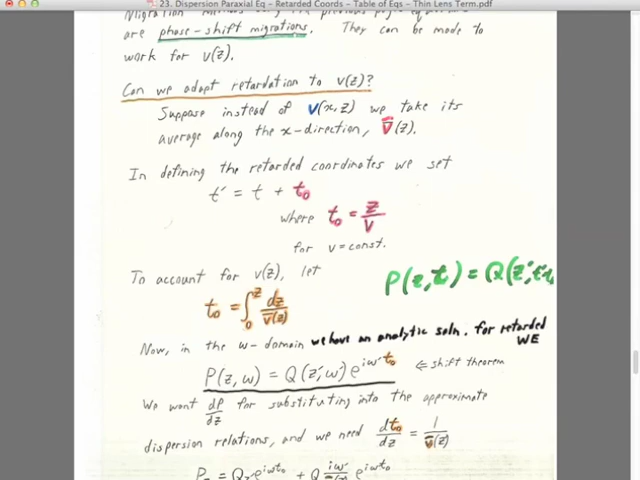 23. Dispersion Paraxial Eq - Retarded Coords - Table of Eqs - Thin Lens Term.pdf
are phase-shift migrations. They can be made to
work for v(z).
Can we adapt retardation to v(z)?
Suppose instead of v(x,z) we take its
average along the x-direction, v̅(z).
In defining the retarded coordinates we set
t' = t + t₀
where t₀ = z/v
for v = const.
To account for v(z), let
P(z,t) = Q(z',t'
t₀ = ∫₀ᶻ dz/v̅(z)
Now, in the w-domain we have an analytic soln. for retarded
WE
P(z,ω) = Q(z',ω) e^{iω't₀} ⇐ shift theorem
We want dP/dz for substituting into the approximate
dispersion relations, and we need dt₀/dz = 1/v̅(z)